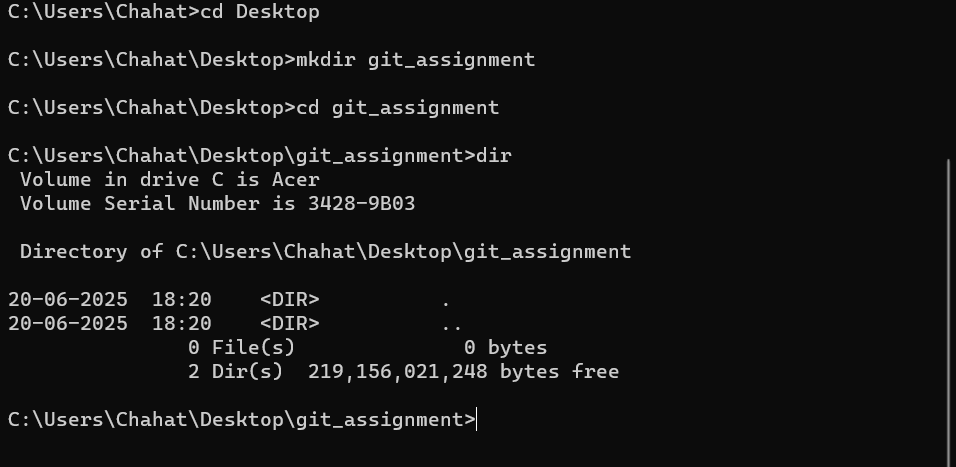 C:\Users\Chahat>cd Desktop
C:\Users\Chahat\Desktop>mkdir git_assignment
C:\Users\Chahat\Desktop>cd git_assignment
C:\Users\Chahat\Desktop\git_assignment>dir
 Volume in drive C is Acer
 Volume Serial Number is 3428-9B03
 Directory of C:\Users\Chahat\Desktop\git_assignment
20-06-2025  18:20    <DIR>          .
20-06-2025  18:20    <DIR>          ..
               0 File(s)              0 bytes
               2 Dir(s)  219,156,021,248 bytes free
C:\Users\Chahat\Desktop\git_assignment>